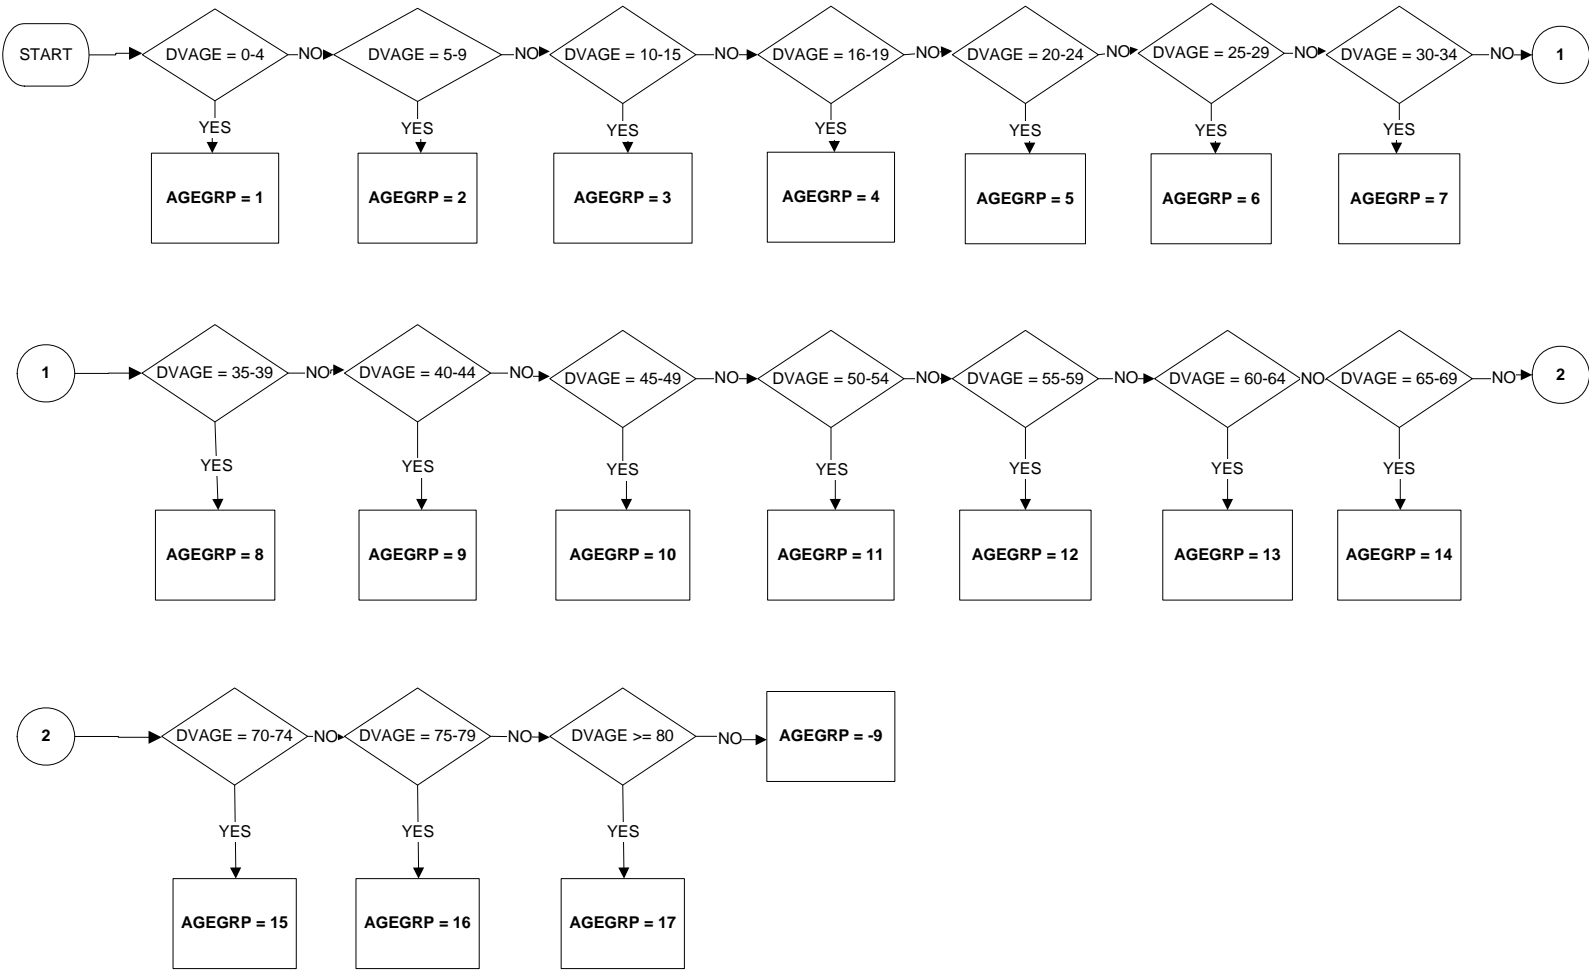 START
DVAGE = 0-4
NO
DVAGE = 5-9
NO
DVAGE = 10-15
NO
DVAGE = 16-19
NO
DVAGE = 20-24
NO
DVAGE = 25-29
NO
DVAGE = 30-34
NO
1
YES
YES
YES
YES
YES
YES
YES
AGEGRP = 1
AGEGRP = 2
AGEGRP = 3
AGEGRP = 4
AGEGRP = 5
AGEGRP = 6
AGEGRP = 7
1
DVAGE = 35-39
NO
DVAGE = 40-44
NO
DVAGE = 45-49
NO
DVAGE = 50-54
NO
DVAGE = 55-59
NO
DVAGE = 60-64
NO
DVAGE = 65-69
NO
2
YES
YES
YES
YES
YES
YES
YES
AGEGRP = 8
AGEGRP = 9
AGEGRP = 10
AGEGRP = 11
AGEGRP = 12
AGEGRP = 13
AGEGRP = 14
2
DVAGE = 70-74
NO
DVAGE = 75-79
NO
DVAGE >= 80
NO
AGEGRP = -9
YES
YES
YES
AGEGRP = 15
AGEGRP = 16
AGEGRP = 17